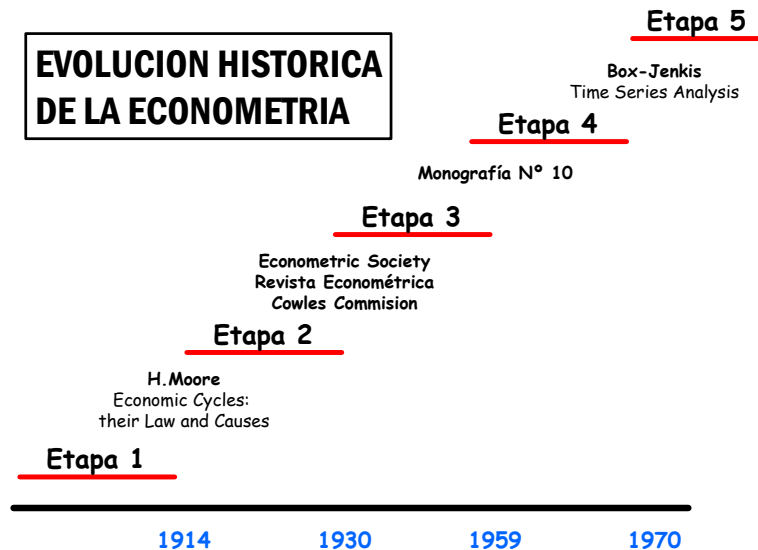 EVOLUCION HISTORICA
DE LA ECONOMETRIA
Etapa 5
Box-Jenkis
Time Series Analysis
Etapa 4
Monografía Nº 10
Etapa 3
Econometric Society
Revista Econométrica
Cowles Commision
Etapa 2
H.Moore
Economic Cycles:
their Law and Causes
Etapa 1
1914 1930 1959 1970